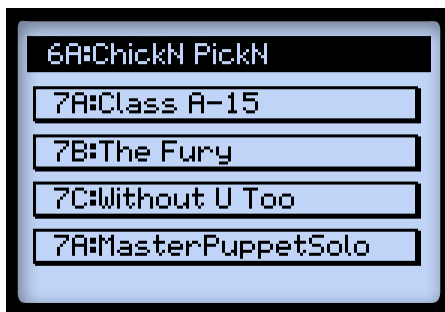 6A:ChickN PickN
7A:Class A-15
7B:The Fury
7C:Without U Too
7A:MasterPuppetSolo